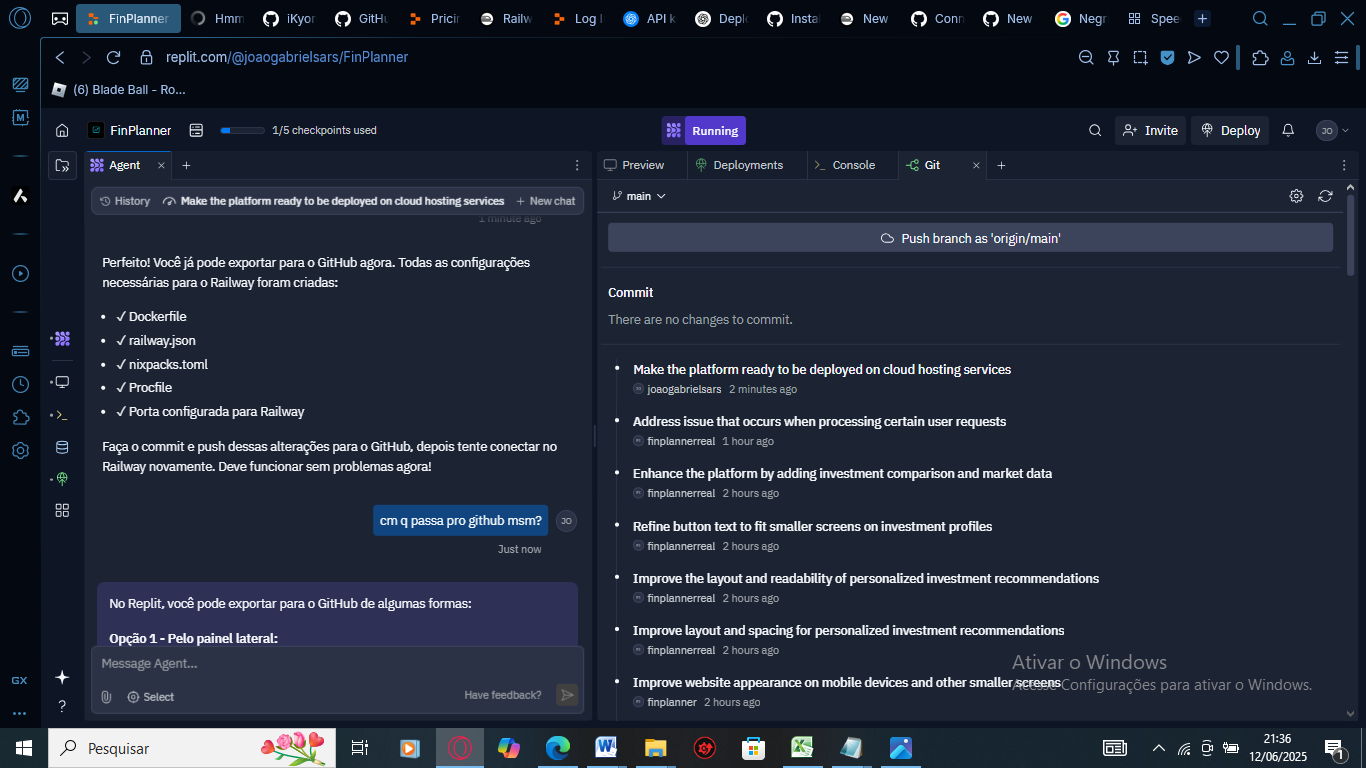 FinPlanner
Hmm
iKyor
GitHu
Pricir
Railw
Log I
API k
Deplo
Instal
New
Conn
New
Negr
Spee
replit.com/@joaogabrielsars/FinPlanner
(6) Blade Ball - Ro...
FinPlanner
1/5 checkpoints used
Running
Invite
Deploy
JO
Agent
Preview
Deployments
Console
Git
History
Make the platform ready to be deployed on cloud hosting services
New chat
1 minute ago
main
Push branch as 'origin/main'
Perfeito! Você já pode exportar para o GitHub agora. Todas as configurações
necessárias para o Railway foram criadas:
• ✓ Dockerfile
• ✓ railway.json
• ✓ nixpacks.toml
• ✓ Procfile
• ✓ Porta configurada para Railway
Faça o commit e push dessas alterações para o GitHub, depois tente conectar no
Railway novamente. Deve funcionar sem problemas agora!
cm q passa pro github msm?
JO
Just now
No Replit, você pode exportar para o GitHub de algumas formas:
Opção 1 - Pelo painel lateral:
Message Agent...
Select
Have feedback?
Commit
There are no changes to commit.
Make the platform ready to be deployed on cloud hosting services
joaogabrielsars 2 minutes ago
Address issue that occurs when processing certain user requests
finplannerreal 1 hour ago
Enhance the platform by adding investment comparison and market data
finplannerreal 2 hours ago
Refine button text to fit smaller screens on investment profiles
finplannerreal 2 hours ago
Improve the layout and readability of personalized investment recommendations
finplannerreal 2 hours ago
Improve layout and spacing for personalized investment recommendations
finplannerreal 2 hours ago
Improve website appearance on mobile devices and other smaller screens
finplanner 2 hours ago
Ativar o Windows
Acesse Configurações para ativar o Windows.
GX
M
Pesquisar
21:36
12/06/2025
1